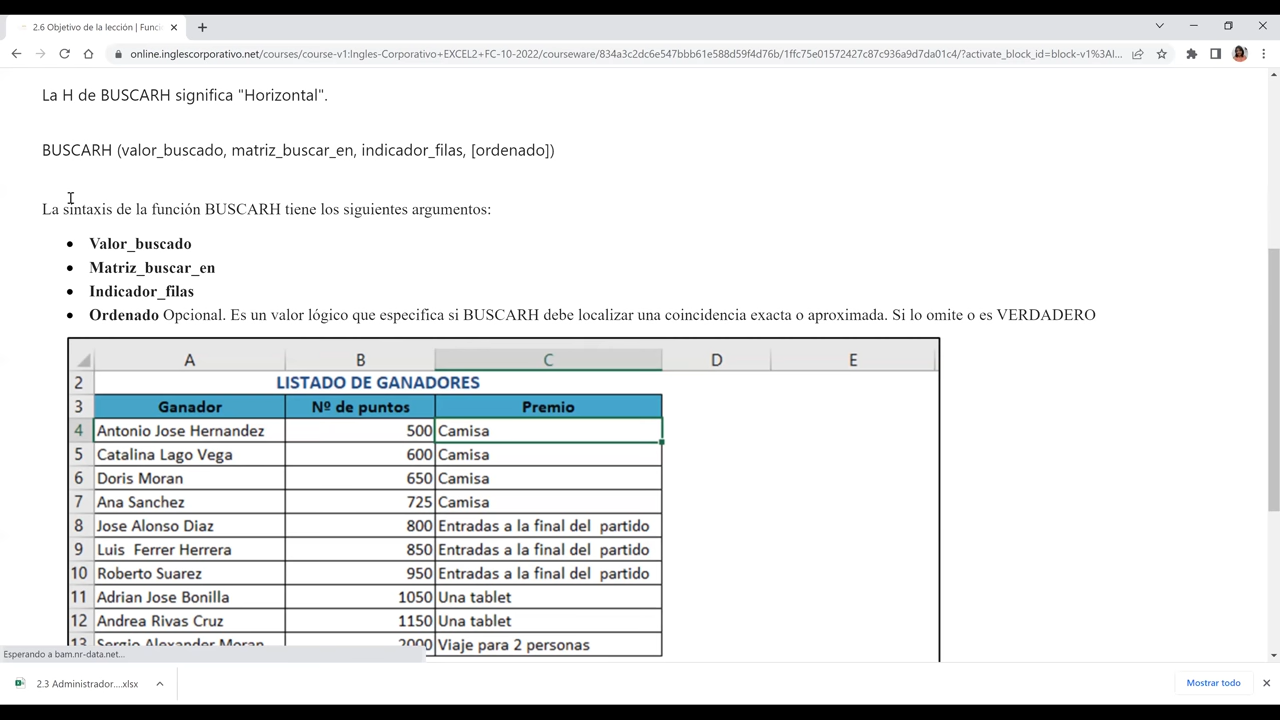 2.6 Objetivo de la lección | Funci
online.inglescorporativo.net/courses/course-v1:Ingles-Corporativo+EXCEL2+FC-10-2022/courseware/834a3c2dc6e547bbb61e588d59f4d76b/1ffc75e01572427c87c936a9d7da01c4/?activate_block_id=block-v1%3AI...
La H de BUSCARH significa "Horizontal".
BUSCARH (valor_buscado, matriz_buscar_en, indicador_filas, [ordenado])
La sintaxis de la función BUSCARH tiene los siguientes argumentos:
• Valor_buscado
• Matriz_buscar_en
• Indicador_filas
• Ordenado Opcional. Es un valor lógico que especifica si BUSCARH debe localizar una coincidencia exacta o aproximada. Si lo omite o es VERDADERO
A B C D E
2 LISTADO DE GANADORES
3 Ganador Nº de puntos Premio
4 Antonio Jose Hernandez 500 Camisa
5 Catalina Lago Vega 600 Camisa
6 Doris Moran 650 Camisa
7 Ana Sanchez 725 Camisa
8 Jose Alonso Diaz 800 Entradas a la final del partido
9 Luis Ferrer Herrera 850 Entradas a la final del partido
10 Roberto Suarez 950 Entradas a la final del partido
11 Adrian Jose Bonilla 1050 Una tablet
12 Andrea Rivas Cruz 1150 Una tablet
13 Sergio Alexander Moran 2000 Viaje para 2 personas
Esperando a bam.nr-data.net...
2.3 Administrador....xlsx
Mostrar todo